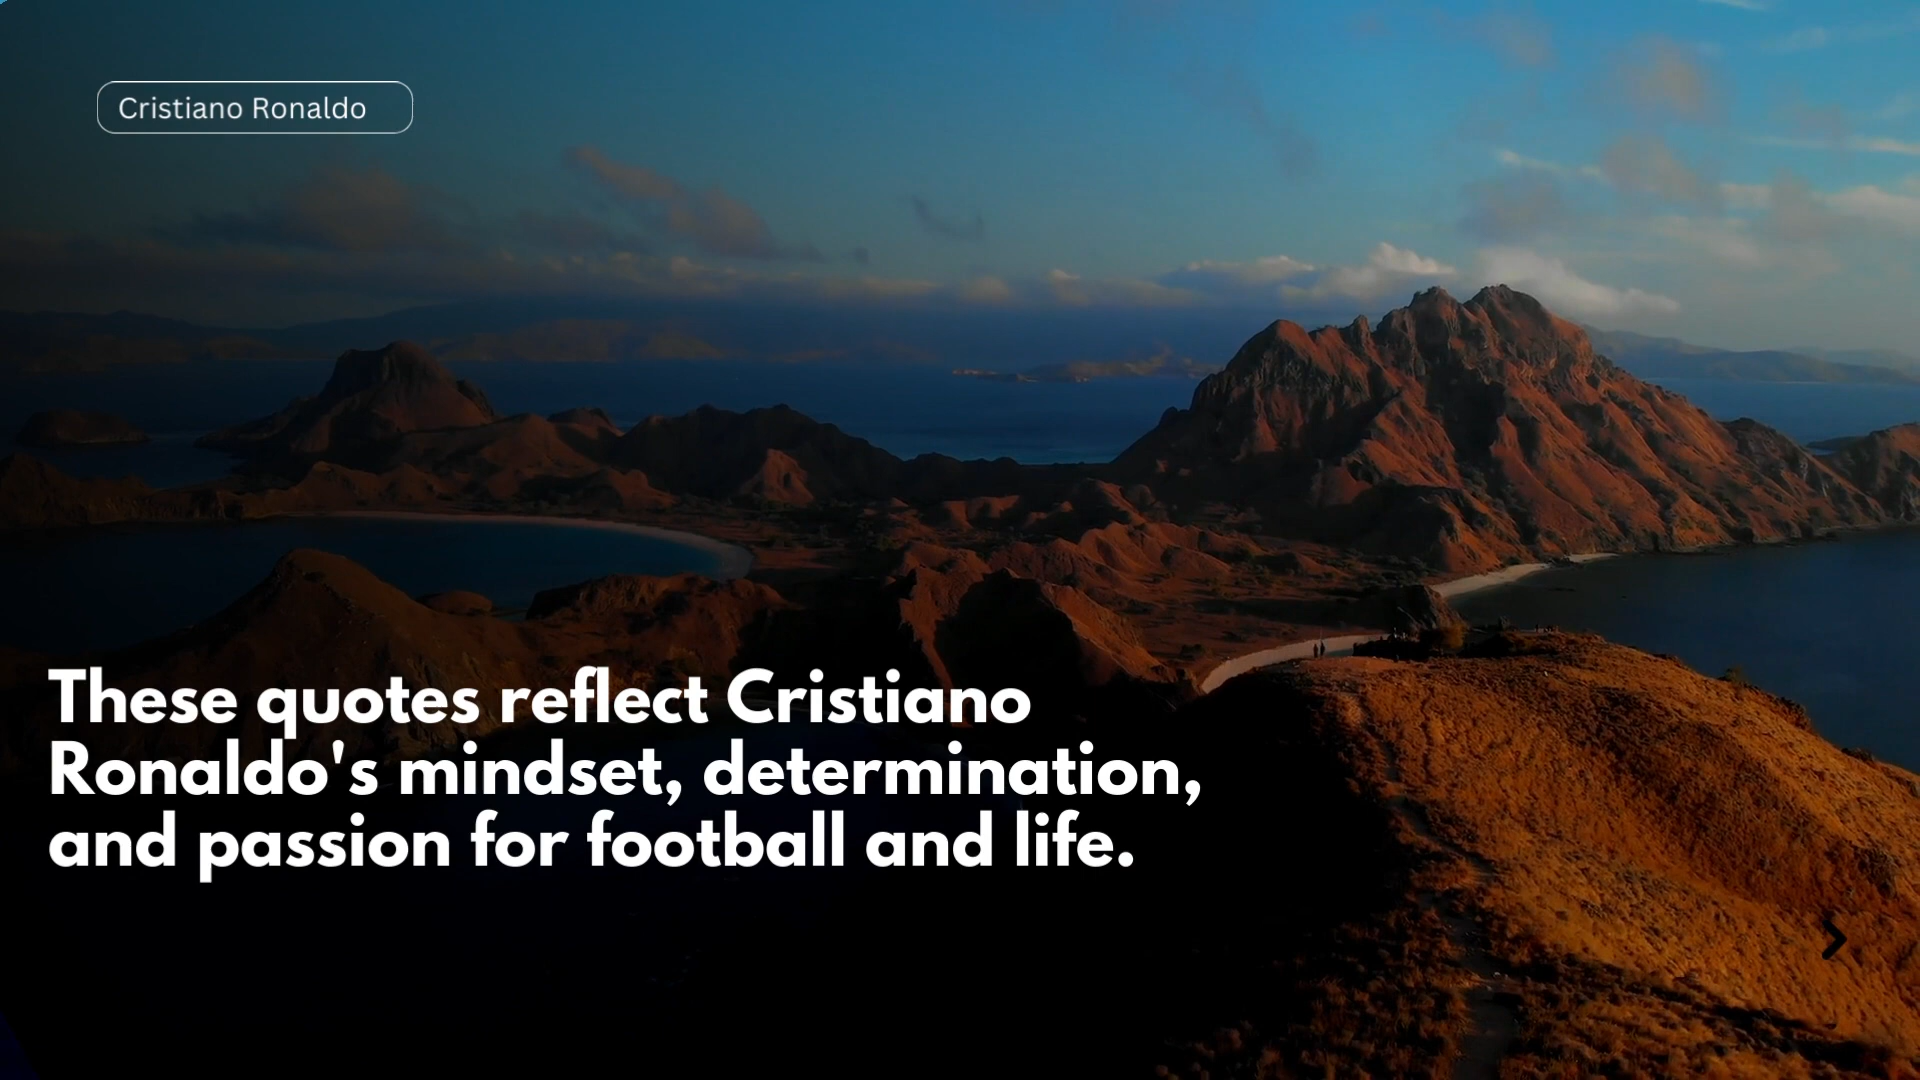 Cristiano Ronaldo
These quotes reflect Cristiano
Ronaldo's mindset, determination,
and passion for football and life.